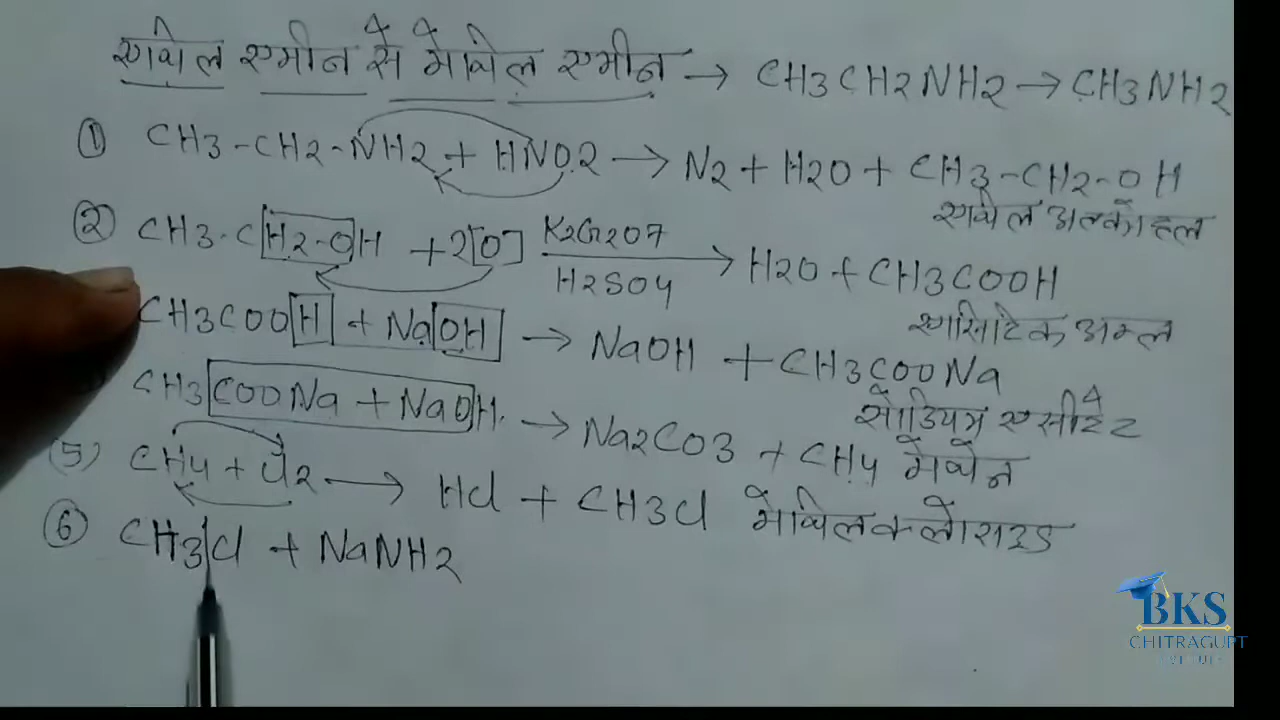 एथिल एमीन से मेथिल एमीन → CH3CH2NH2 → CH3NH2
① CH3-CH2-NH2 + HNO2 → N2 + H2O + CH3-CH2-OH
एथिल अल्कोहल
② CH3-CH2-OH + 2[O] K2Cr2O7 / H2SO4 → H2O + CH3COOH
एसिटिक अम्ल
CH3COOH + NaOH → NaOH + CH3COONa
सोडियम एसीटेट
CH3COONa + NaOH → Na2CO3 + CH4 मेथेन
(5) CH4 + Cl2 → HCl + CH3Cl मेथिलक्लोराइड
⑥ CH3Cl + NaNH2
BKS
CHITRAGUPT